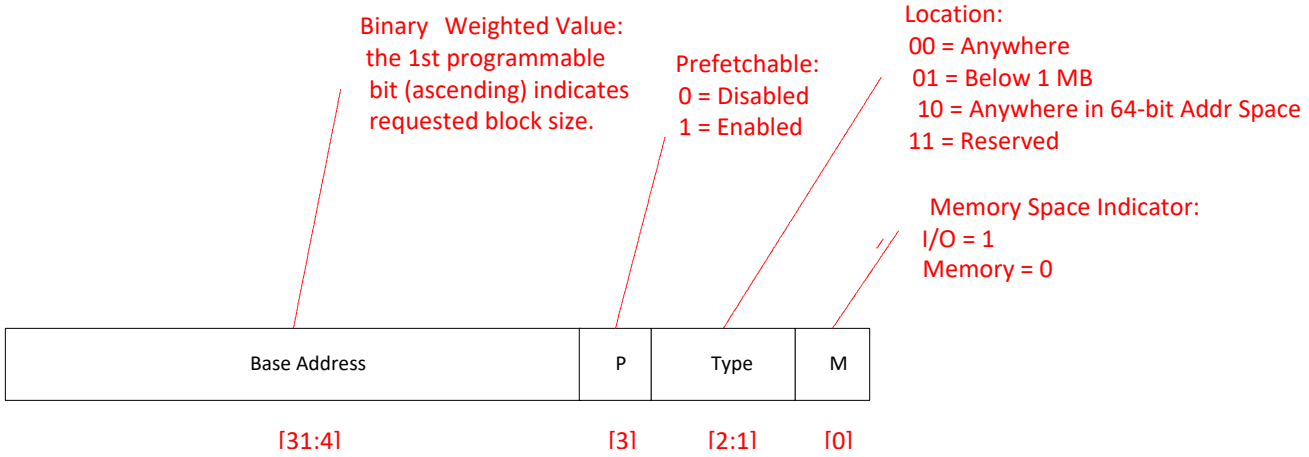 Binary Weighted Value:
the 1st programmable
bit (ascending) indicates
requested block size.
Prefetchable:
0 = Disabled
1 = Enabled
Location:
00 = Anywhere
01 = Below 1 MB
10 = Anywhere in 64-bit Addr Space
11 = Reserved
Memory Space Indicator:
I/O = 1
Memory = 0
Base Address
P
Type
M
[31:4]
[3]
[2:1]
[0]